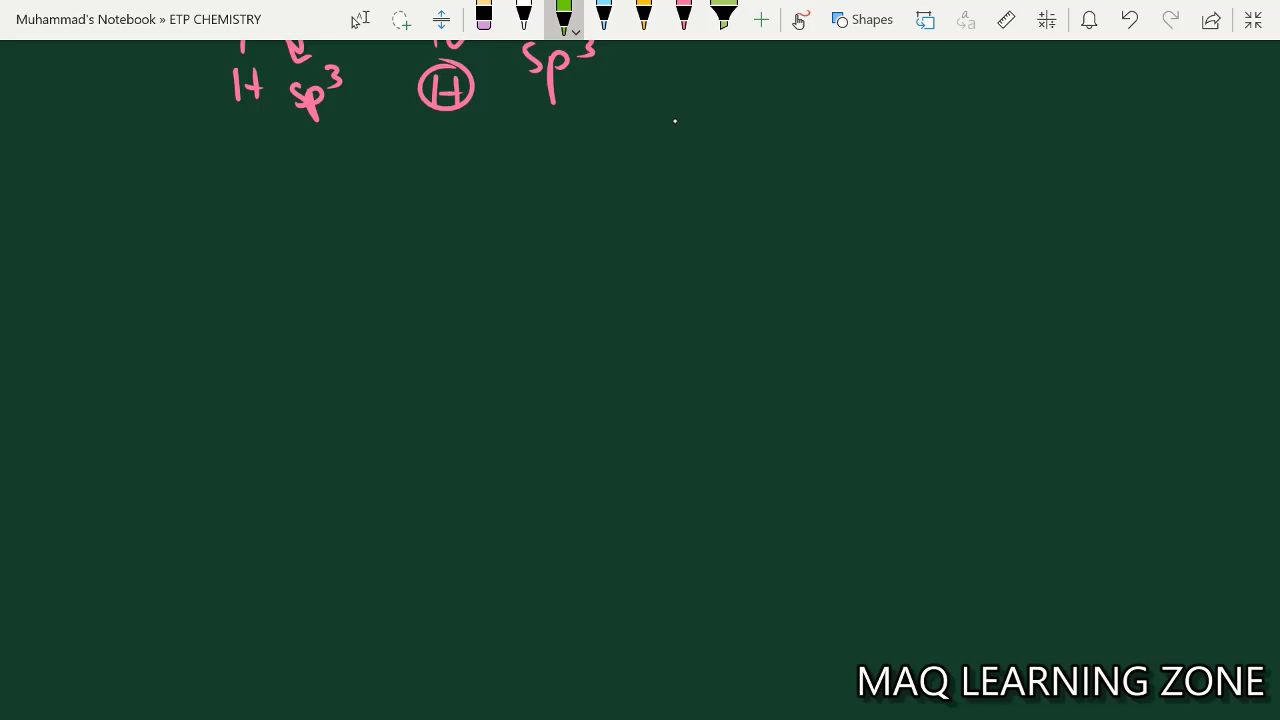 Muhammad's Notebook » ETP CHEMISTRY
Shapes
H sp³ H sp³
MAQ LEARNING ZONE